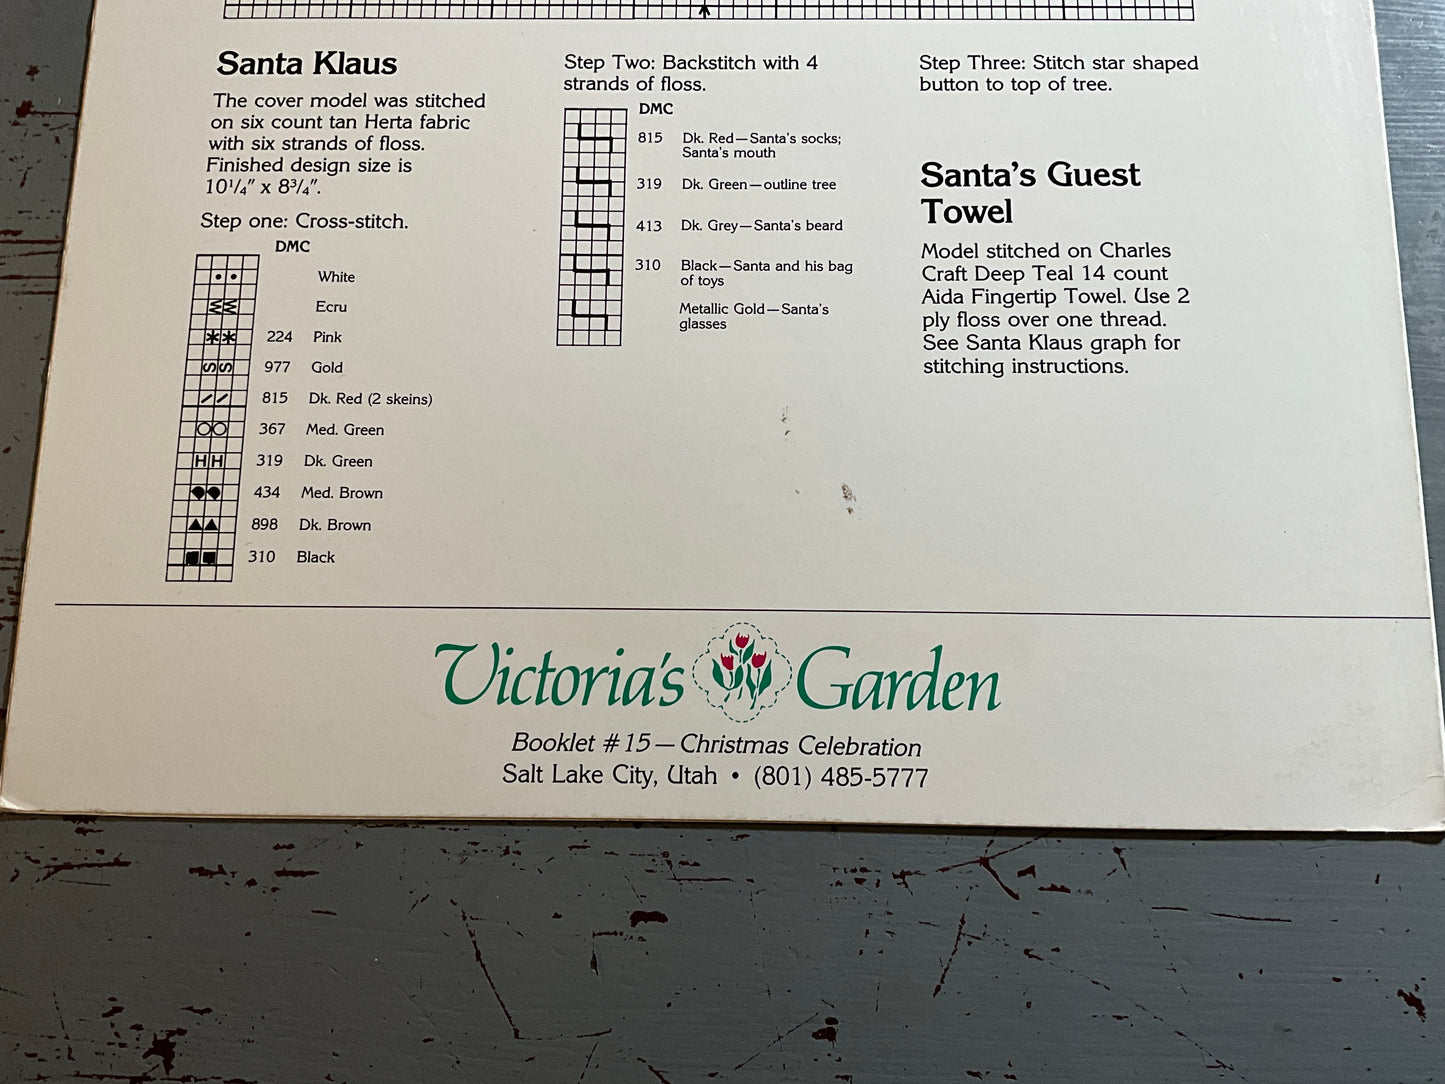 Santa Klaus
The cover model was stitched
on six count tan Herta fabric
with six strands of floss.
Finished design size is
10¹/₄" x 8³/₄".
Step one: Cross-stitch.
DMC
White
Ecru
224 Pink
977 Gold
815 Dk. Red (2 skeins)
367 Med. Green
319 Dk. Green
434 Med. Brown
898 Dk. Brown
310 Black
Step Two: Backstitch with 4
strands of floss.
DMC
815 Dk. Red—Santa's socks;
Santa's mouth
319 Dk. Green—outline tree
413 Dk. Grey—Santa's beard
310 Black—Santa and his bag
of toys
Metallic Gold—Santa's
glasses
Step Three: Stitch star shaped
button to top of tree.
Santa's Guest
Towel
Model stitched on Charles
Craft Deep Teal 14 count
Aida Fingertip Towel. Use 2
ply floss over one thread.
See Santa Klaus graph for
stitching instructions.
Victoria's Garden
Booklet #15—Christmas Celebration
Salt Lake City, Utah • (801) 485-5777